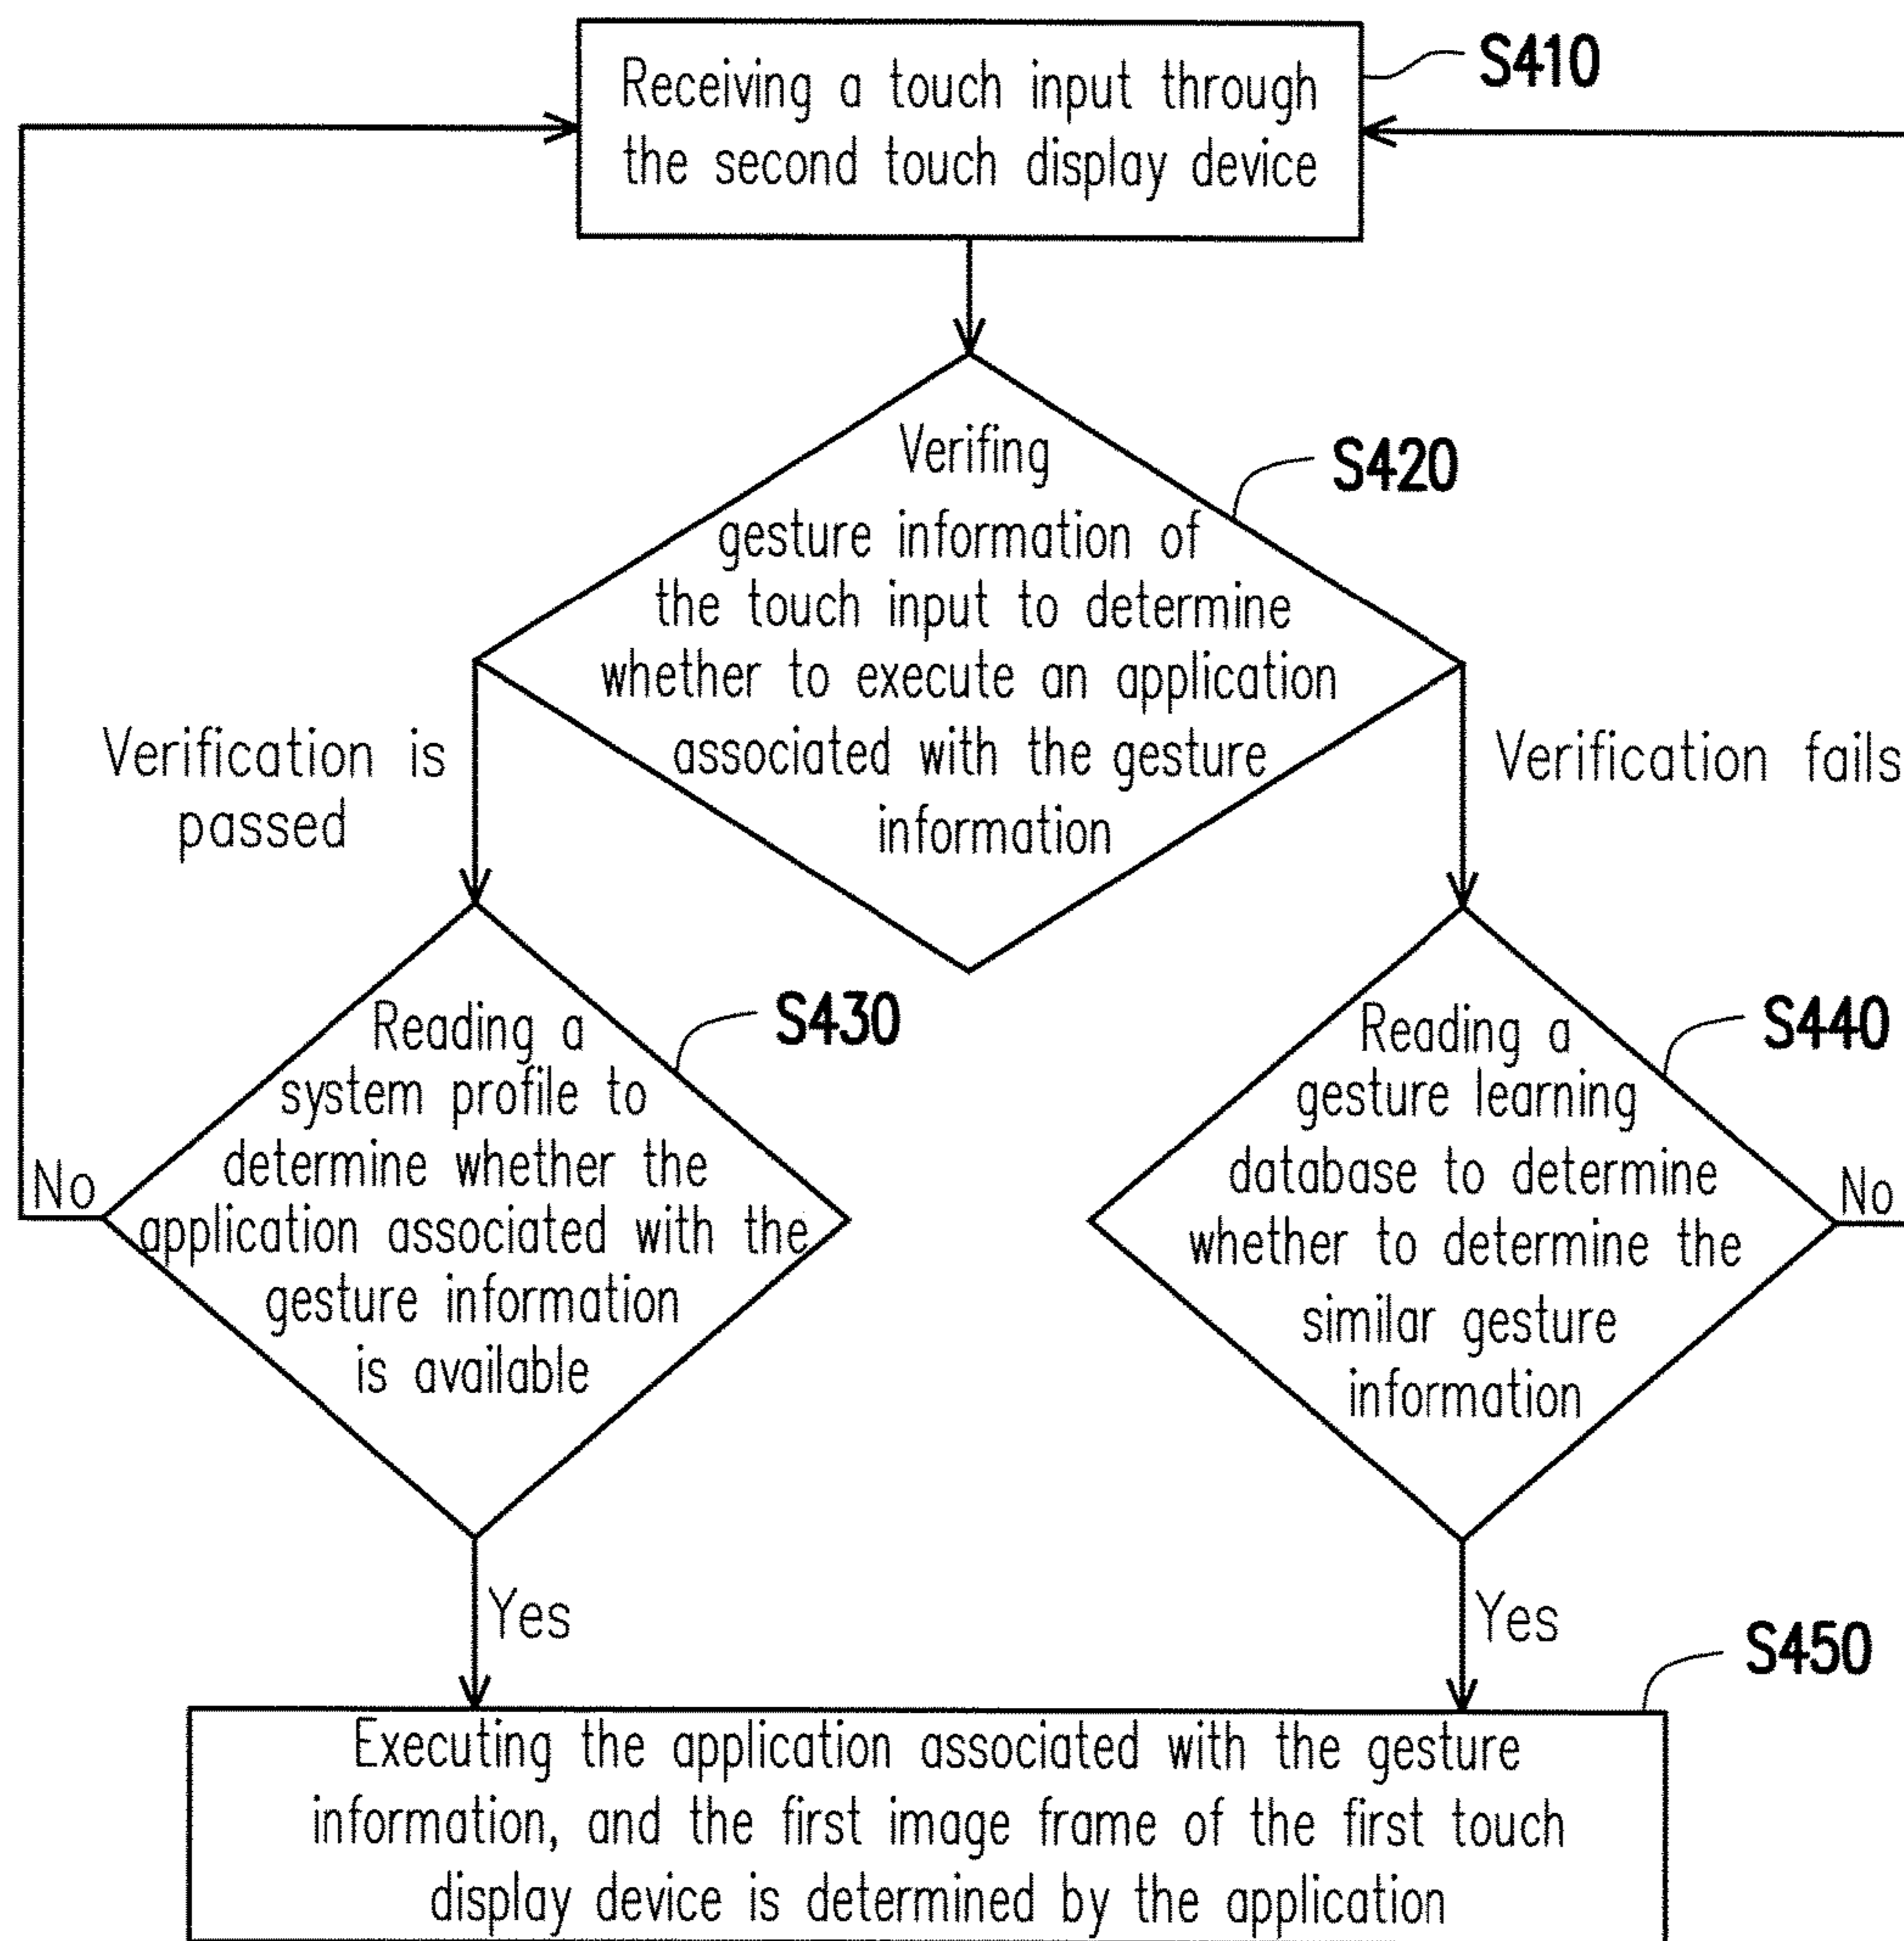 Receiving a touch input through
the second touch display device
S410
Verifing
gesture information of
the touch input to determine
whether to execute an application
associated with the gesture
information
S420
Verification is
passed
Verification fails
Reading a
system profile to
determine whether the
application associated with the
gesture information
is available
S430
No
Reading a
gesture learning
database to determine
whether to determine the
similar gesture
information
S440
No
Yes
Yes
S450
Executing the application associated with the gesture
information, and the first image frame of the first touch
display device is determined by the application